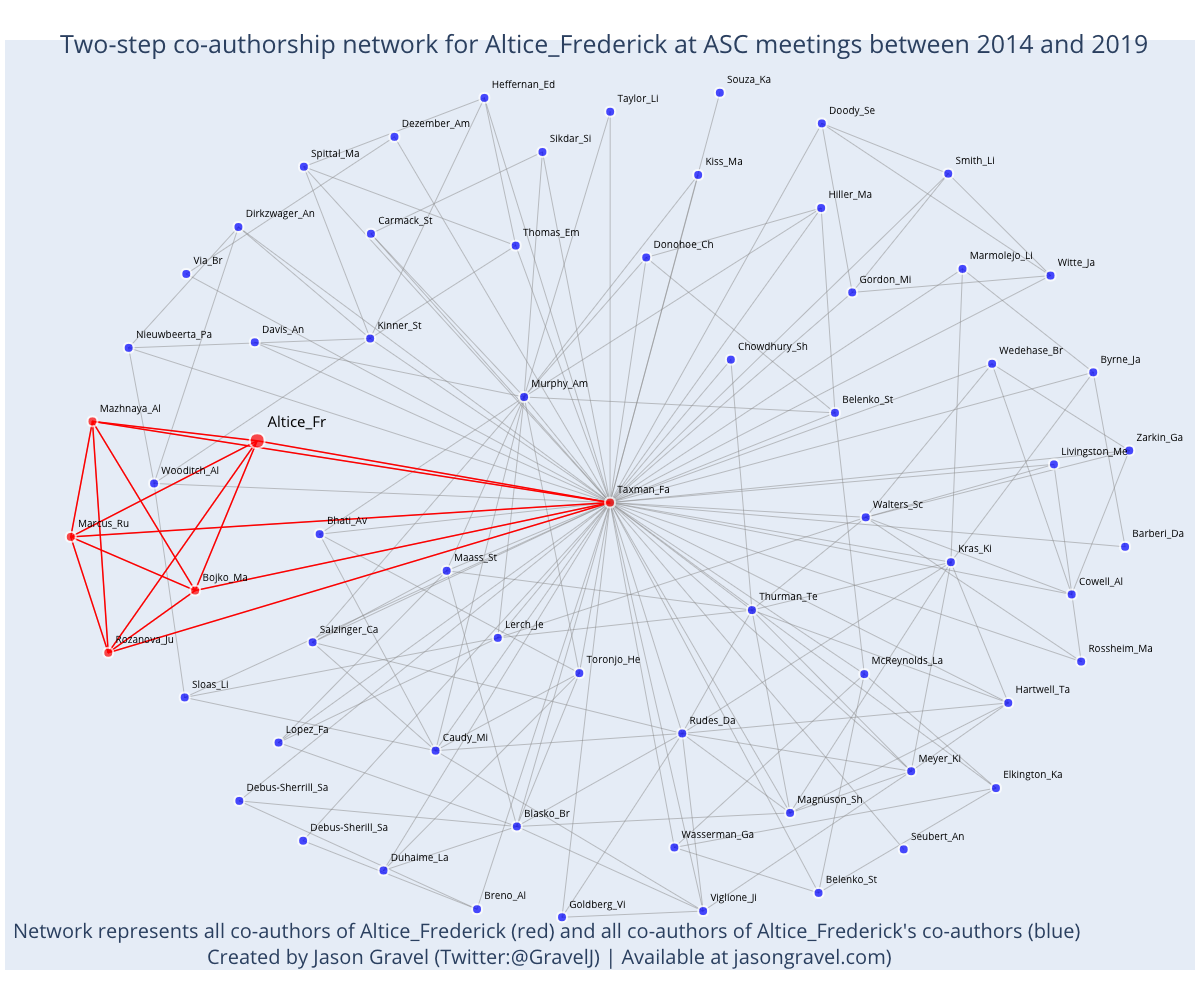 Two-step co-authorship network for Altice_Frederick at ASC meetings between 2014 and 2019
Souza_Ka
Heffernan_Ed
Taylor_Li
Doody_Se
Dezember_Am
Sikdar_Si
Spittal_Ma
Kiss_Ma
Smith_Li
Hiller_Ma
Dirkzwager_An
Carmack_St
Thomas_Em
Donohoe_Ch
Marmolejo_Li
Via_Br
Witte_Ja
Gordon_Mi
Nieuwbeerta_Pa
Davis_An
Kinner_St
Chowdhury_Sh
Wedehase_Br
Byrne_Ja
Murphy_Am
Belenko_St
Mazhnaya_Al
Altice_Fr
Zarkin_Ga
Livingston_Me
Wooditch_Al
Taxman_Fa
Walters_Sc
Marcus_Ru
Bhati_Av
Barberi_Da
Kras_Ki
Maass_St
Bojko_Ma
Cowell_Al
Thurman_Te
Lerch_Je
Salzinger_Ca
Rozanova_Ju
Rossheim_Ma
Toronjo_He
McReynolds_La
Sloas_Li
Hartwell_Ta
Rudes_Da
Lopez_Fa
Caudy_Mi
Meyer_Ki
Elkington_Ka
Debus-Sherrill_Sa
Magnuson_Sh
Blasko_Br
Debus-Sherill_Sa
Wasserman_Ga
Seubert_An
Duhaime_La
Belenko_St
Breno_Al
Goldberg_Vi
Viglione_Ji
Network represents all co-authors of Altice_Frederick (red) and all co-authors of Altice_Frederick's co-authors (blue)
Created by Jason Gravel (Twitter:@GravelJ) | Available at jasongravel.com)